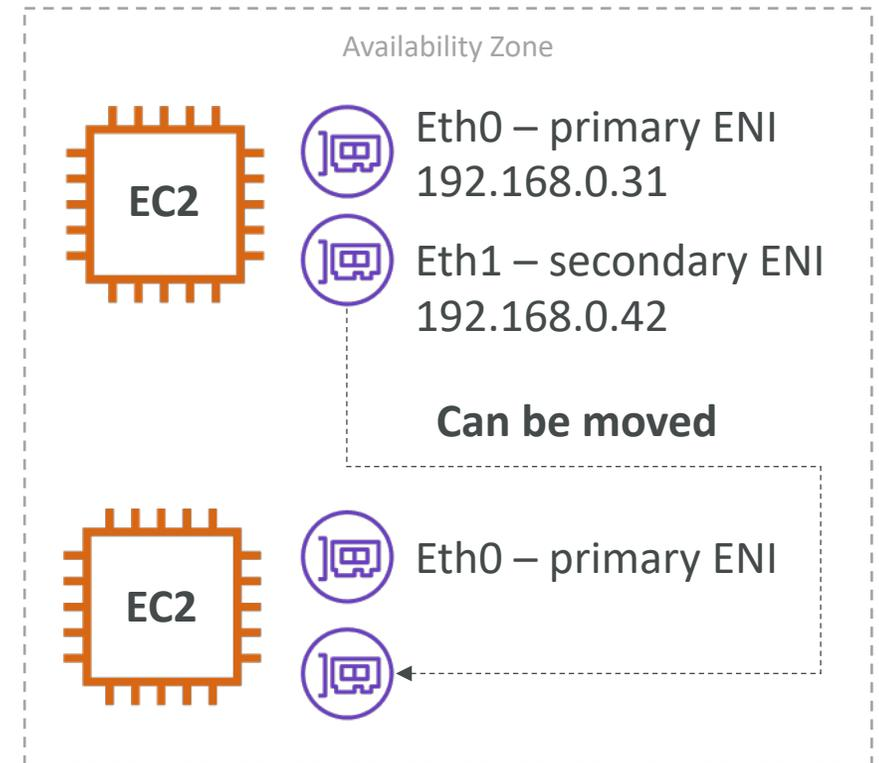 Availability Zone
EC2
Eth0 – primary ENI
192.168.0.31
Eth1 – secondary ENI
192.168.0.42
Can be moved
EC2
Eth0 – primary ENI